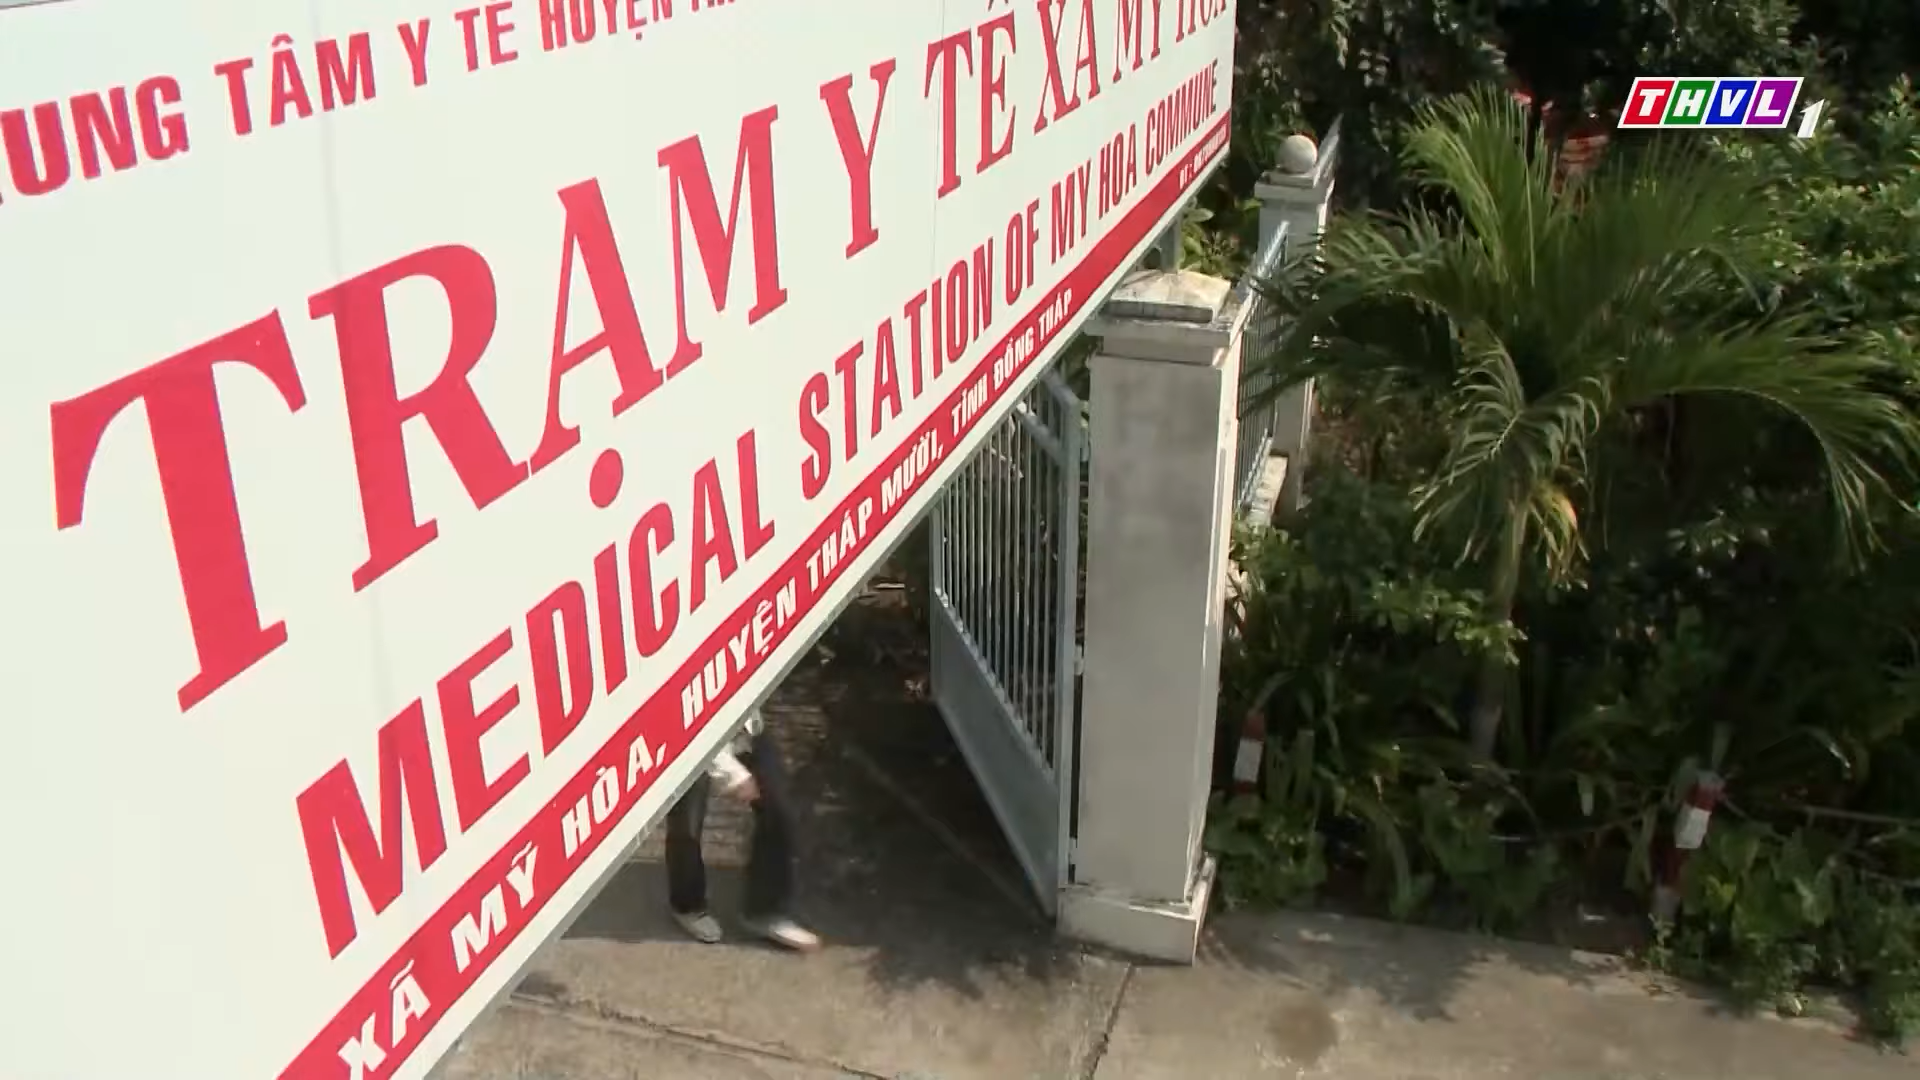 TÂM Y TẾ HUYỆN
TRẠM Y TẾ XÃ MỸ HÒA
MEDICAL STATION OF MY HOA COMMUNE
XÃ MỸ HÒA, HUYỆN THÁP MƯỜI, TỈNH ĐỒNG THÁP
THVL1